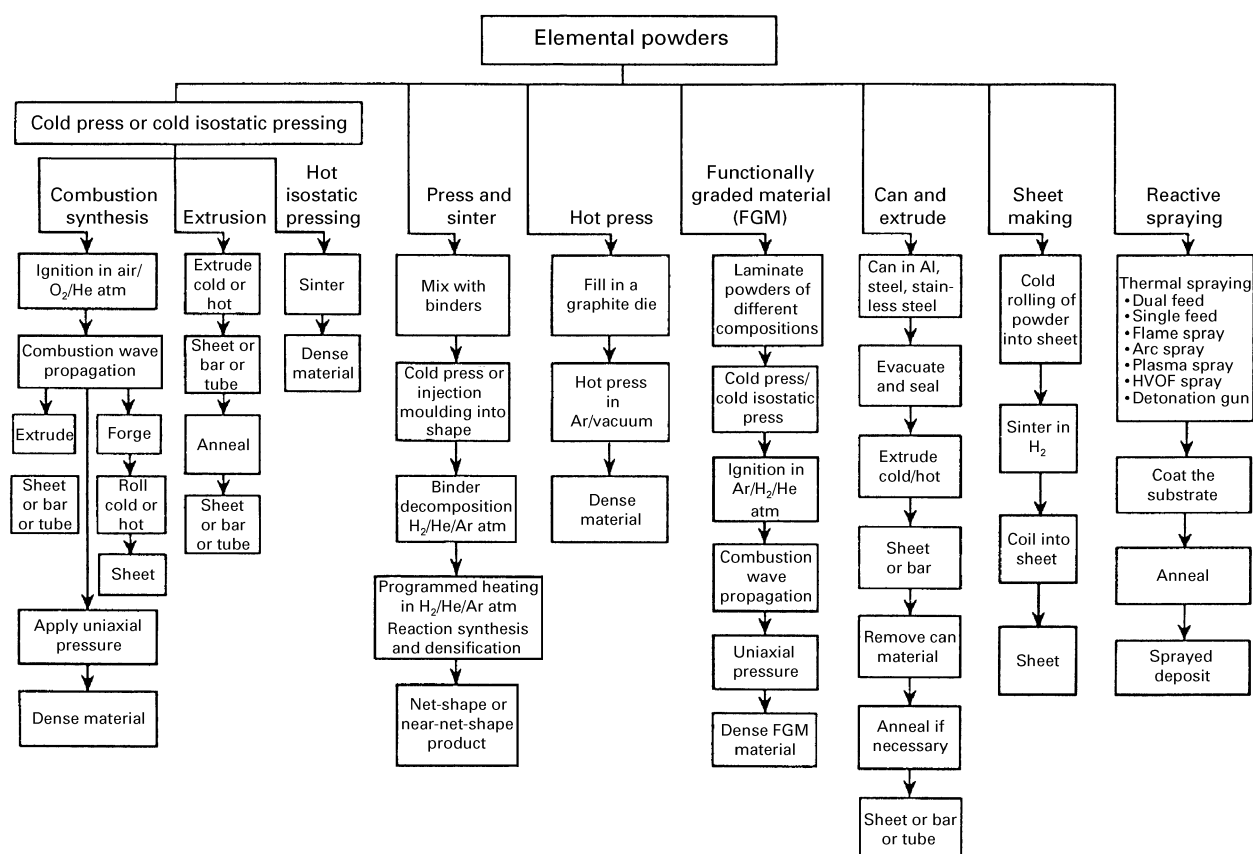 Elemental powders
Cold press or cold isostatic pressing
Combustion
synthesis
Ignition in air/
O₂/He atm
Combustion wave
propagation
Extrude
Sheet
or bar
or tube
Forge
Roll
cold or
hot
Sheet
Apply uniaxial
pressure
Dense material
Extrusion
Extrude
cold or
hot
Sheet or
bar or
tube
Anneal
Sheet
or bar
or tube
Hot
isostatic
pressing
Sinter
Dense
material
Press and
sinter
Mix with
binders
Cold press or
injection
moulding into
shape
Binder
decomposition
H₂/He/Ar atm
Programmed heating
in H₂/He/Ar atm
Reaction synthesis
and densification
Net-shape or
near-net-shape
product
Hot press
Fill in a
graphite die
Hot press
in
Ar/vacuum
Dense
material
Functionally
graded material
(FGM)
Laminate
powders of
different
compositions
Cold press/
cold isostatic
press
Ignition in
Ar/H₂/He
atm
Combustion
wave
propagation
Uniaxial
pressure
Dense FGM
material
Can and
extrude
Can in Al,
steel, stain-
less steel
Evacuate
and seal
Extrude
cold/hot
Sheet
or bar
Remove can
material
Anneal if
necessary
Sheet or bar
or tube
Sheet
making
Cold
rolling of
powder
into sheet
Sinter in
H₂
Coil into
sheet
Sheet
Reactive
spraying
Thermal spraying
• Dual feed
• Single feed
• Flame spray
• Arc spray
• Plasma spray
• HVOF spray
• Detonation gun
Coat the
substrate
Anneal
Sprayed
deposit